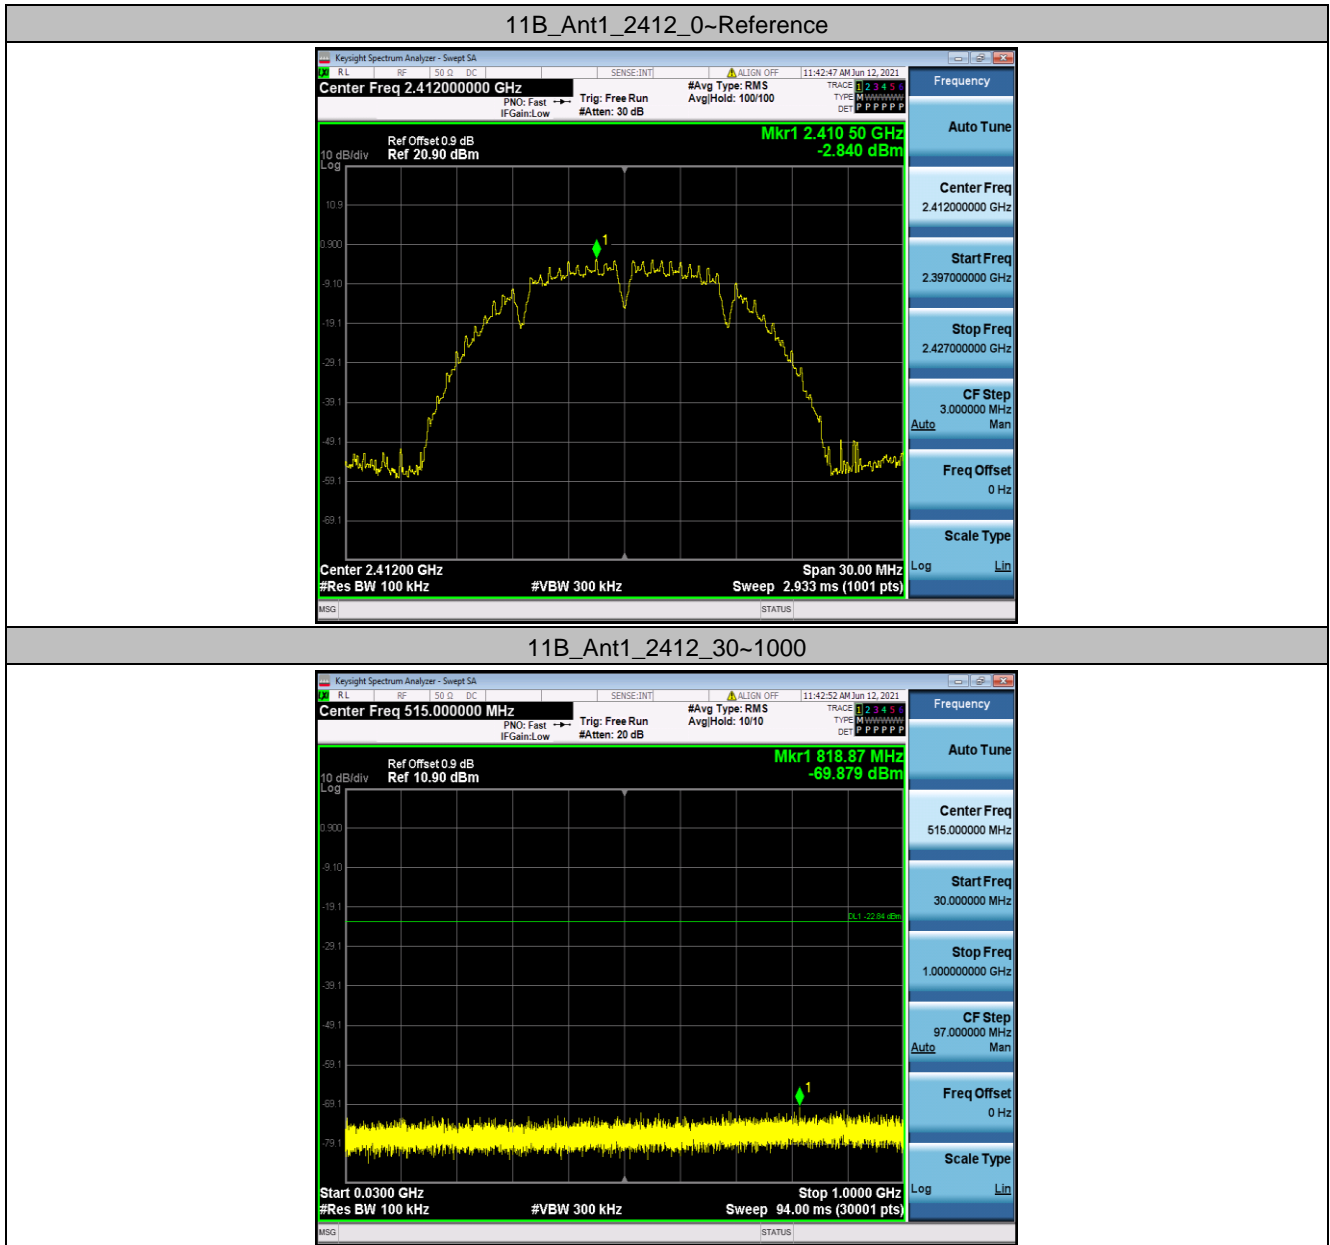 11B_Ant1_2412_0~Reference
Keysight Spectrum Analyzer - Swept SA
RL RF 50 Ω DC SENSE:INT ALIGN OFF 11:42:47 AM Jun 12, 2021
Center Freq 2.412000000 GHz
PNO: Fast
IFGain:Low
Trig: Free Run
#Atten: 30 dB
#Avg Type: RMS
Avg|Hold: 100/100
TRACE 1 2 3 4 5 6
TYPE M WWWWW
DET P P P P P P
Frequency
Auto Tune
Center Freq
2.412000000 GHz
Start Freq
2.397000000 GHz
Stop Freq
2.427000000 GHz
CF Step
3.000000 MHz
Auto Man
Freq Offset
0 Hz
Scale Type
Log Lin
Mkr1 2.410 50 GHz
-2.840 dBm
Ref Offset 0.9 dB
10 dB/div Ref 20.90 dBm
Log
10.9
0.900
-9.10
-19.1
-29.1
-39.1
-49.1
-59.1
-69.1
1
Center 2.41200 GHz Span 30.00 MHz
#Res BW 100 kHz #VBW 300 kHz Sweep 2.933 ms (1001 pts)
MSG STATUS
11B_Ant1_2412_30~1000
Keysight Spectrum Analyzer - Swept SA
RL RF 50 Ω DC SENSE:INT ALIGN OFF 11:42:52 AM Jun 12, 2021
Center Freq 515.000000 MHz
PNO: Fast
IFGain:Low
Trig: Free Run
#Atten: 20 dB
#Avg Type: RMS
Avg|Hold: 10/10
TRACE 1 2 3 4 5 6
TYPE M WWWWW
DET P P P P P P
Frequency
Auto Tune
Center Freq
515.000000 MHz
Start Freq
30.000000 MHz
Stop Freq
1.000000000 GHz
CF Step
97.000000 MHz
Auto Man
Freq Offset
0 Hz
Scale Type
Log Lin
Mkr1 818.87 MHz
-69.879 dBm
Ref Offset 0.9 dB
10 dB/div Ref 10.90 dBm
Log
0.900
-9.10
-19.1
-29.1
-39.1
-49.1
-59.1
-69.1
-79.1
DL1 -22.84 dBm
1
Start 0.0300 GHz Stop 1.0000 GHz
#Res BW 100 kHz #VBW 300 kHz Sweep 94.00 ms (30001 pts)
MSG STATUS